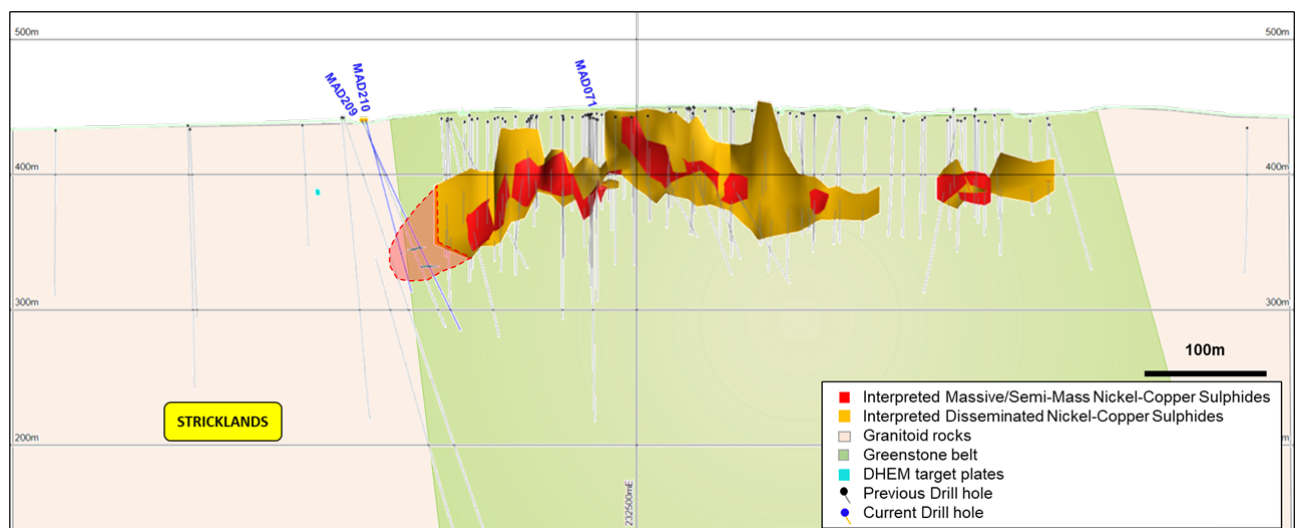 500m
500m
MAD209
MAD210
MAD071
400m
400m
300m
300m
100m
STRICKLANDS
200m
232500mE
Interpreted Massive/Semi-Mass Nickel-Copper Sulphides
Interpreted Disseminated Nickel-Copper Sulphides
Granitoid rocks
Greenstone belt
DHEM target plates
Previous Drill hole
Current Drill hole